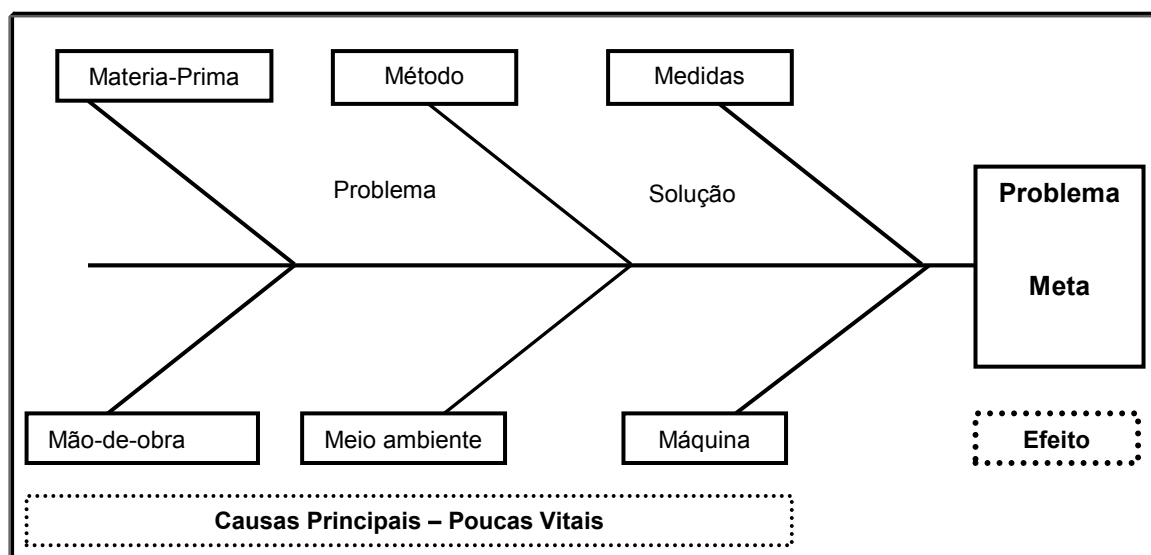 Materia-Prima
Método
Medidas
Problema
Solução
Problema
Meta
Mão-de-obra
Meio ambiente
Máquina
Efeito
Causas Principais – Poucas Vitais